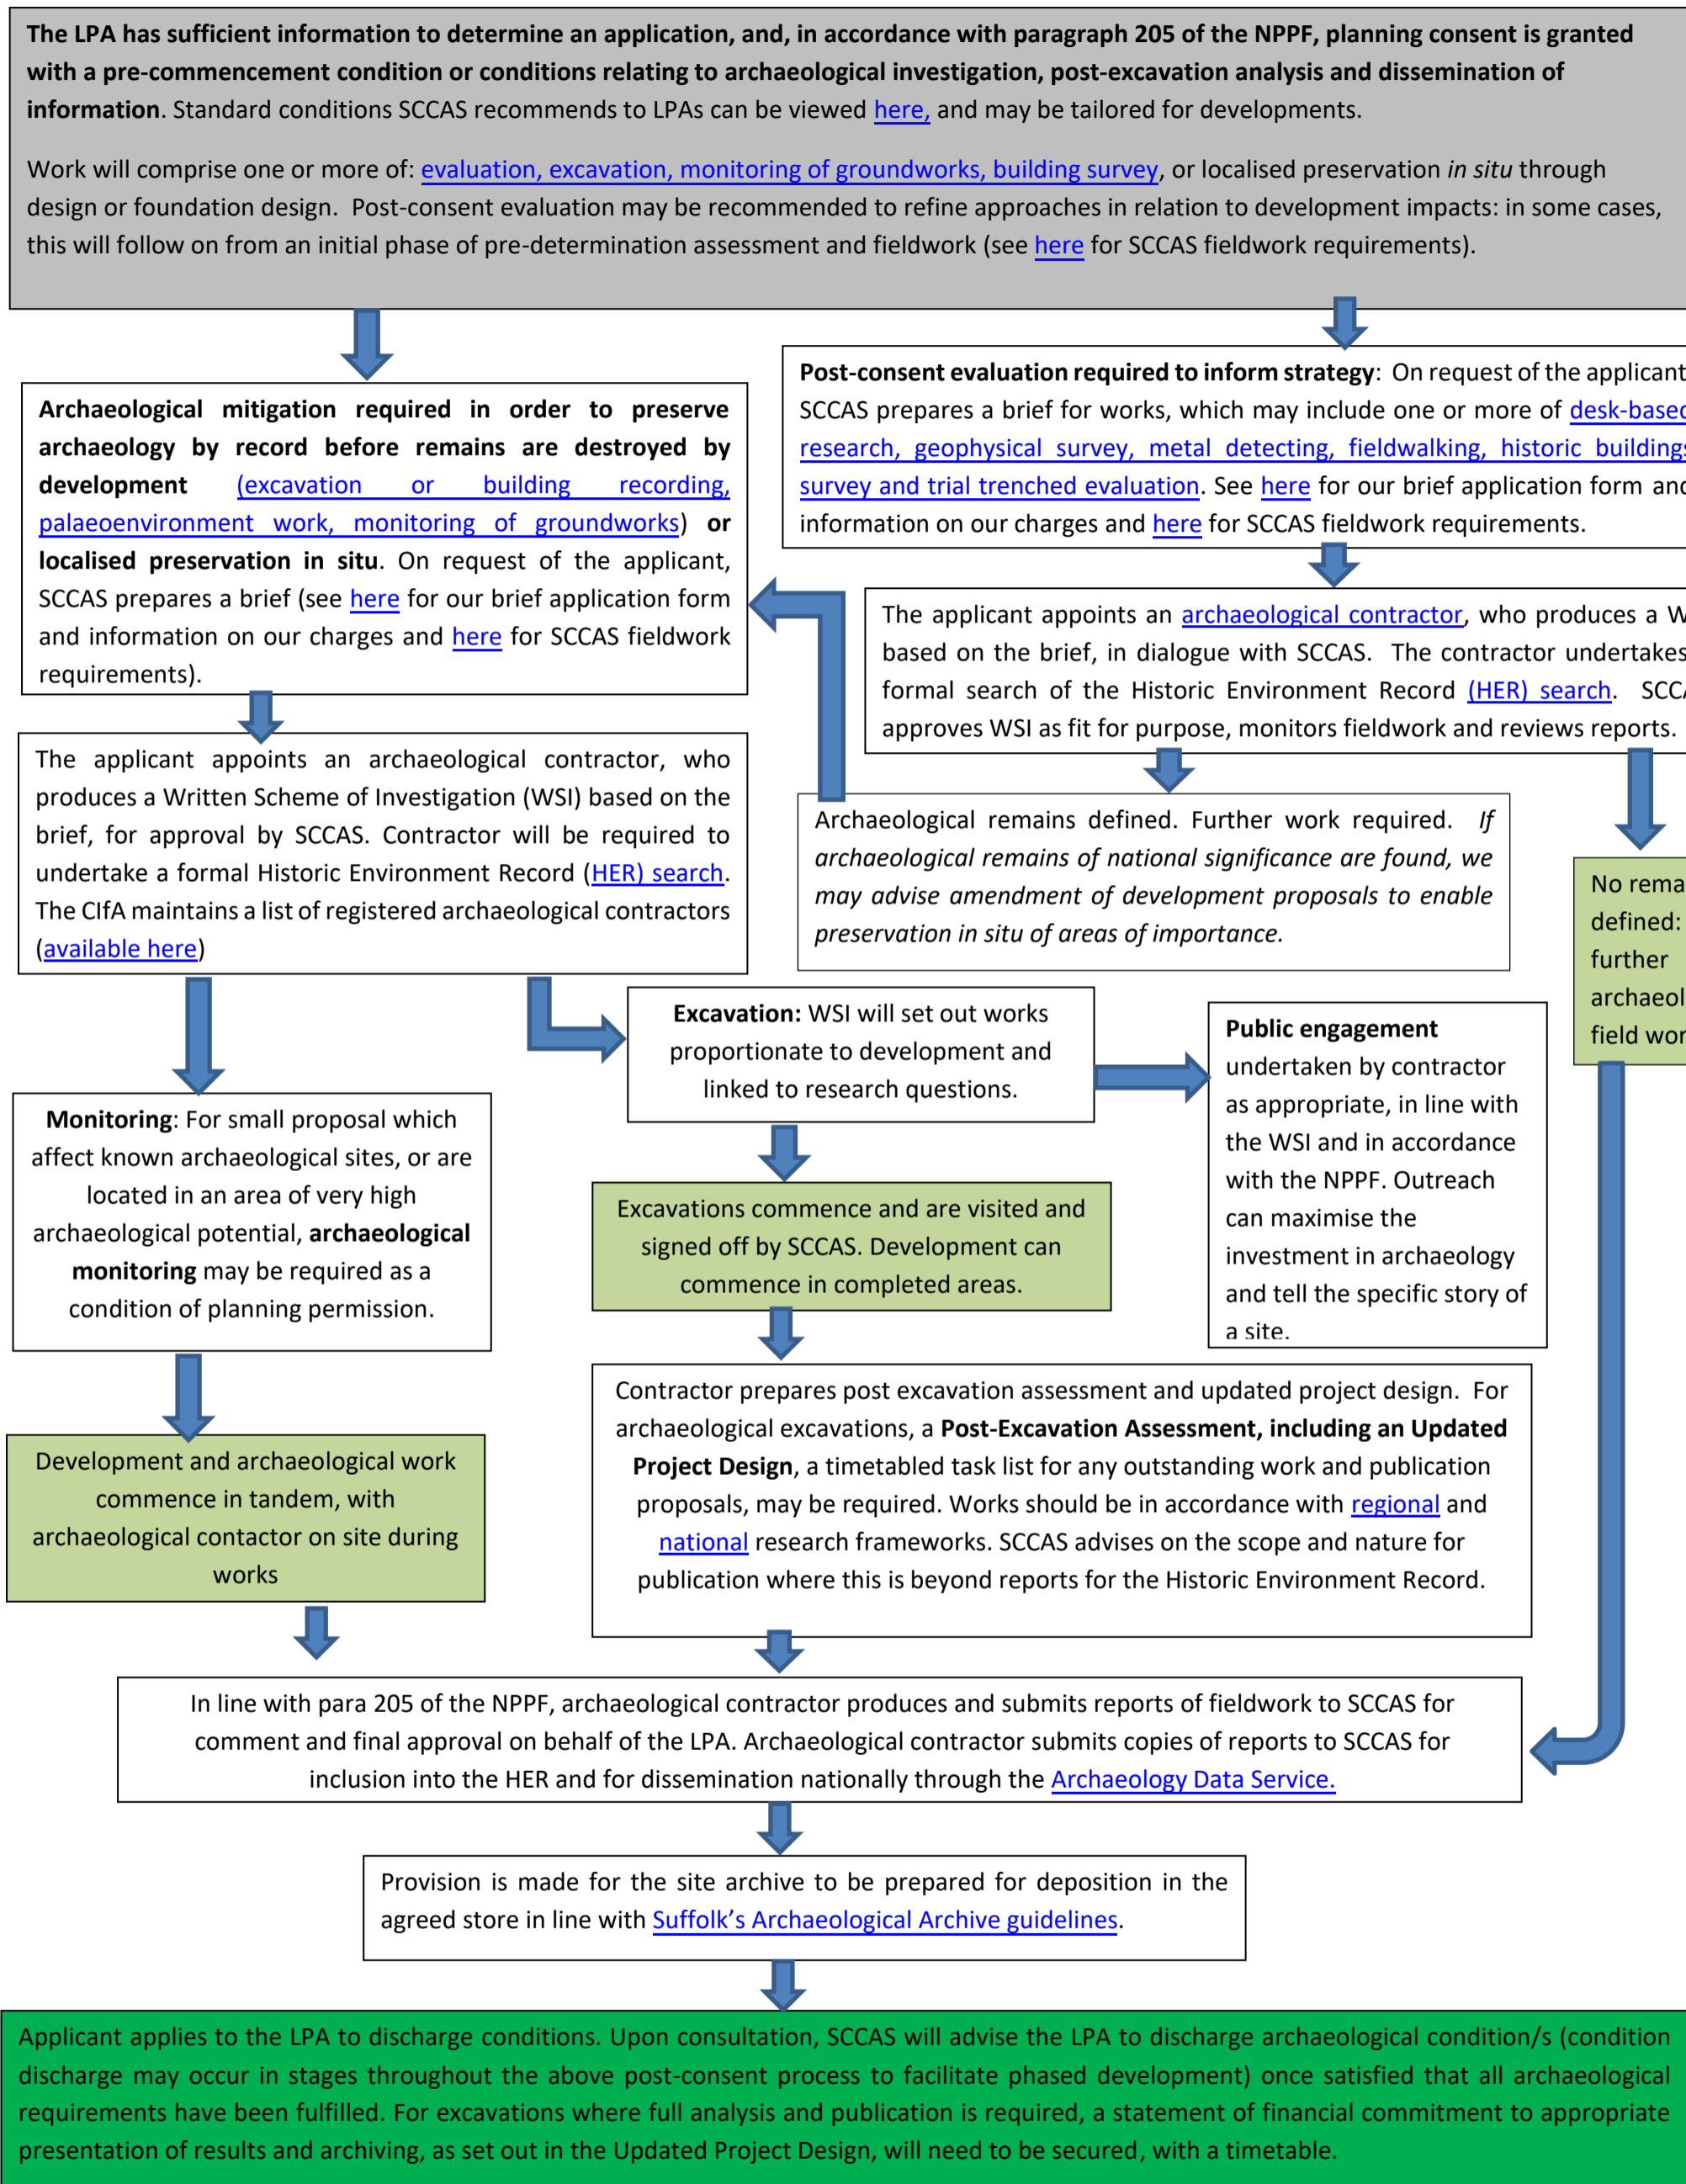 The LPA has sufficient information to determine an application, and, in accordance with paragraph 205 of the NPPF, planning consent is granted
with a pre-commencement condition or conditions relating to archaeological investigation, post-excavation analysis and dissemination of
information. Standard conditions SCCAS recommends to LPAs can be viewed here, and may be tailored for developments.
Work will comprise one or more of: evaluation, excavation, monitoring of groundworks, building survey, or localised preservation in situ through
design or foundation design. Post-consent evaluation may be recommended to refine approaches in relation to development impacts: in some cases,
this will follow on from an initial phase of pre-determination assessment and fieldwork (see here for SCCAS fieldwork requirements).
Archaeological mitigation required in order to preserve
archaeology by record before remains are destroyed by
development (excavation or building recording,
palaeoenvironment work, monitoring of groundworks) or
localised preservation in situ. On request of the applicant,
SCCAS prepares a brief (see here for our brief application form
and information on our charges and here for SCCAS fieldwork
requirements).
Post-consent evaluation required to inform strategy: On request of the applicant
SCCAS prepares a brief for works, which may include one or more of desk-based
research, geophysical survey, metal detecting, fieldwalking, historic buildings
survey and trial trenched evaluation. See here for our brief application form and
information on our charges and here for SCCAS fieldwork requirements.
The applicant appoints an archaeological contractor, who produces a
based on the brief, in dialogue with SCCAS. The contractor undertakes
formal search of the Historic Environment Record (HER) search.
approves WSI as fit for purpose, monitors fieldwork and reviews reports.
The applicant appoints an archaeological contractor, who
produces a Written Scheme of Investigation (WSI) based on the
brief, for approval by SCCAS. Contractor will be required to
undertake a formal Historic Environment Record (HER) search.
The CIfA maintains a list of registered archaeological contractors
(available here)
Archaeological remains defined. Further work required. If
archaeological remains of national significance are found, we
may advise amendment of development proposals to enable
preservation in situ of areas of importance.
No
defined:
further
field
Excavation: WSI will set out works
proportionate to development and
linked to research questions.
Public engagement
undertaken by contractor
as appropriate, in line with
the WSI and in accordance
with the NPPF. Outreach
can maximise the
investment in archaeology
and tell the specific story of
a site.
Monitoring: For small proposal which
affect known archaeological sites, or are
located in an area of very high
archaeological potential, archaeological
monitoring may be required as a
condition of planning permission.
Excavations commence and are visited and
signed off by SCCAS. Development can
commence in completed areas.
Contractor prepares post excavation assessment and updated project design. For
archaeological excavations, a Post-Excavation Assessment, including an Updated
Project Design, a timetabled task list for any outstanding work and publication
proposals, may be required. Works should be in accordance with regional and
national research frameworks. SCCAS advises on the scope and nature for
publication where this is beyond reports for the Historic Environment Record.
Development and archaeological work
commence in tandem, with
archaeological contactor on site during
works
In line with para 205 of the NPPF, archaeological contractor produces and submits reports of fieldwork to SCCAS for
comment and final approval on behalf of the LPA. Archaeological contractor submits copies of reports to SCCAS for
inclusion into the HER and for dissemination nationally through the Archaeology Data Service.
Provision is made for the site archive to be prepared for deposition in the
agreed store in line with Suffolk's Archaeological Archive guidelines.
Applicant applies to the LPA to discharge conditions. Upon consultation, SCCAS will advise the LPA to discharge archaeological condition/s (condition
discharge may occur in stages throughout the above post-consent process to facilitate phased development) once satisfied that all archaeological
requirements have been fulfilled. For excavations where full analysis and publication is required, a statement of financial commitment to appropriate
presentation of results and archiving, as set out in the Updated Project Design, will need to be secured, with a timetable.